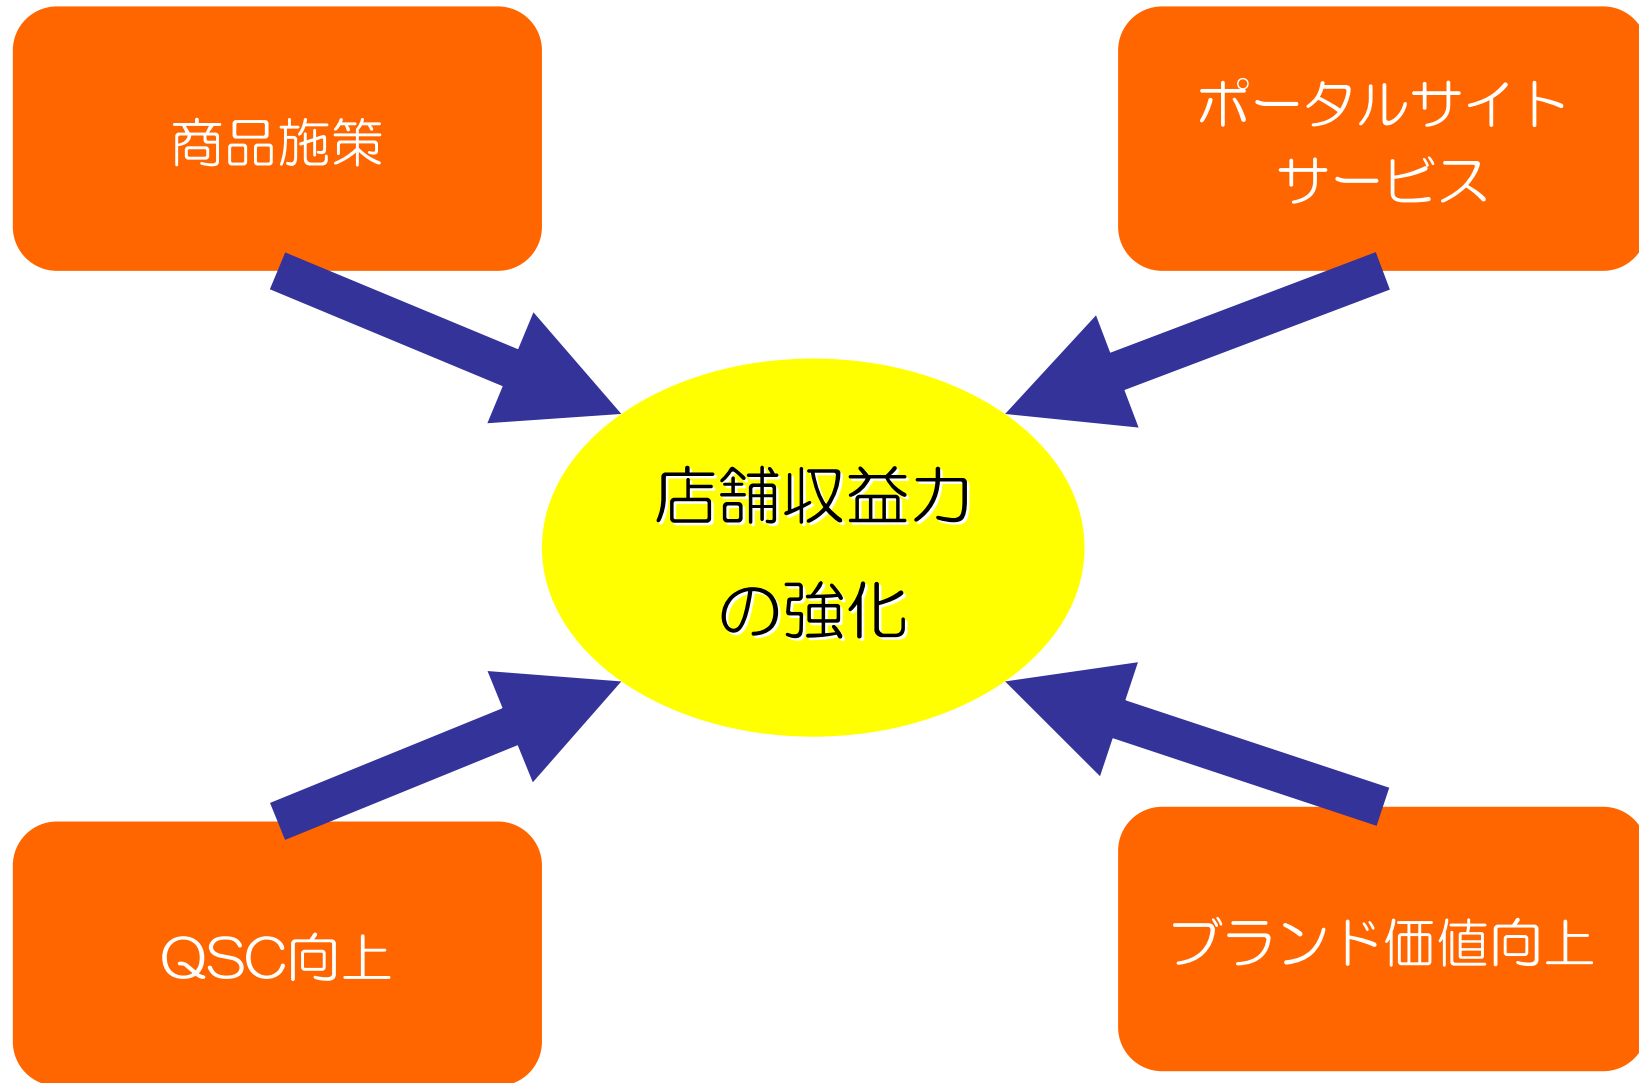 商品施策
ポータルサイト
サービス
店舗収益力
の強化
QSC向上
ブランド価値向上